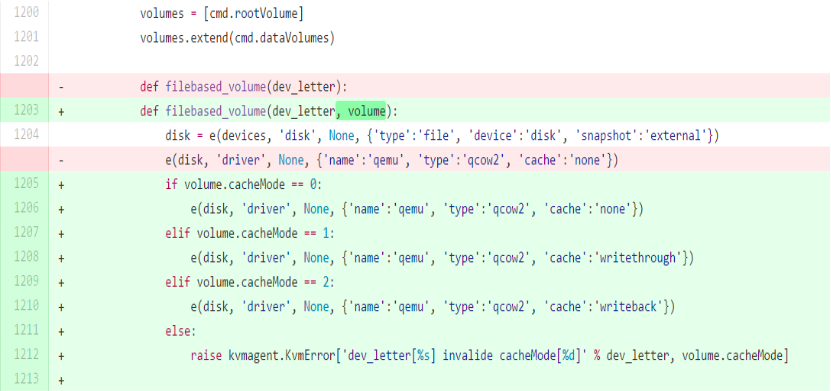 1200 volumes = [cmd.rootVolume]
1201 volumes.extend(cmd.dataVolumes)
1202
- def filebased_volume(dev_letter):
1203 + def filebased_volume(dev_letter, volume):
1204 disk = e(devices, 'disk', None, {'type':'file', 'device':'disk', 'snapshot':'external'})
- e(disk, 'driver', None, {'name':'qemu', 'type':'qcow2', 'cache':'none'})
1205 + if volume.cacheMode == 0:
1206 + e(disk, 'driver', None, {'name':'qemu', 'type':'qcow2', 'cache':'none'})
1207 + elif volume.cacheMode == 1:
1208 + e(disk, 'driver', None, {'name':'qemu', 'type':'qcow2', 'cache':'writethrough'})
1209 + elif volume.cacheMode == 2:
1210 + e(disk, 'driver', None, {'name':'qemu', 'type':'qcow2', 'cache':'writeback'})
1211 + else:
1212 + raise kvmagent.KvmError['dev_letter[%s] invalide cacheMode[%d]' % dev_letter, volume.cacheMode]
1213 +